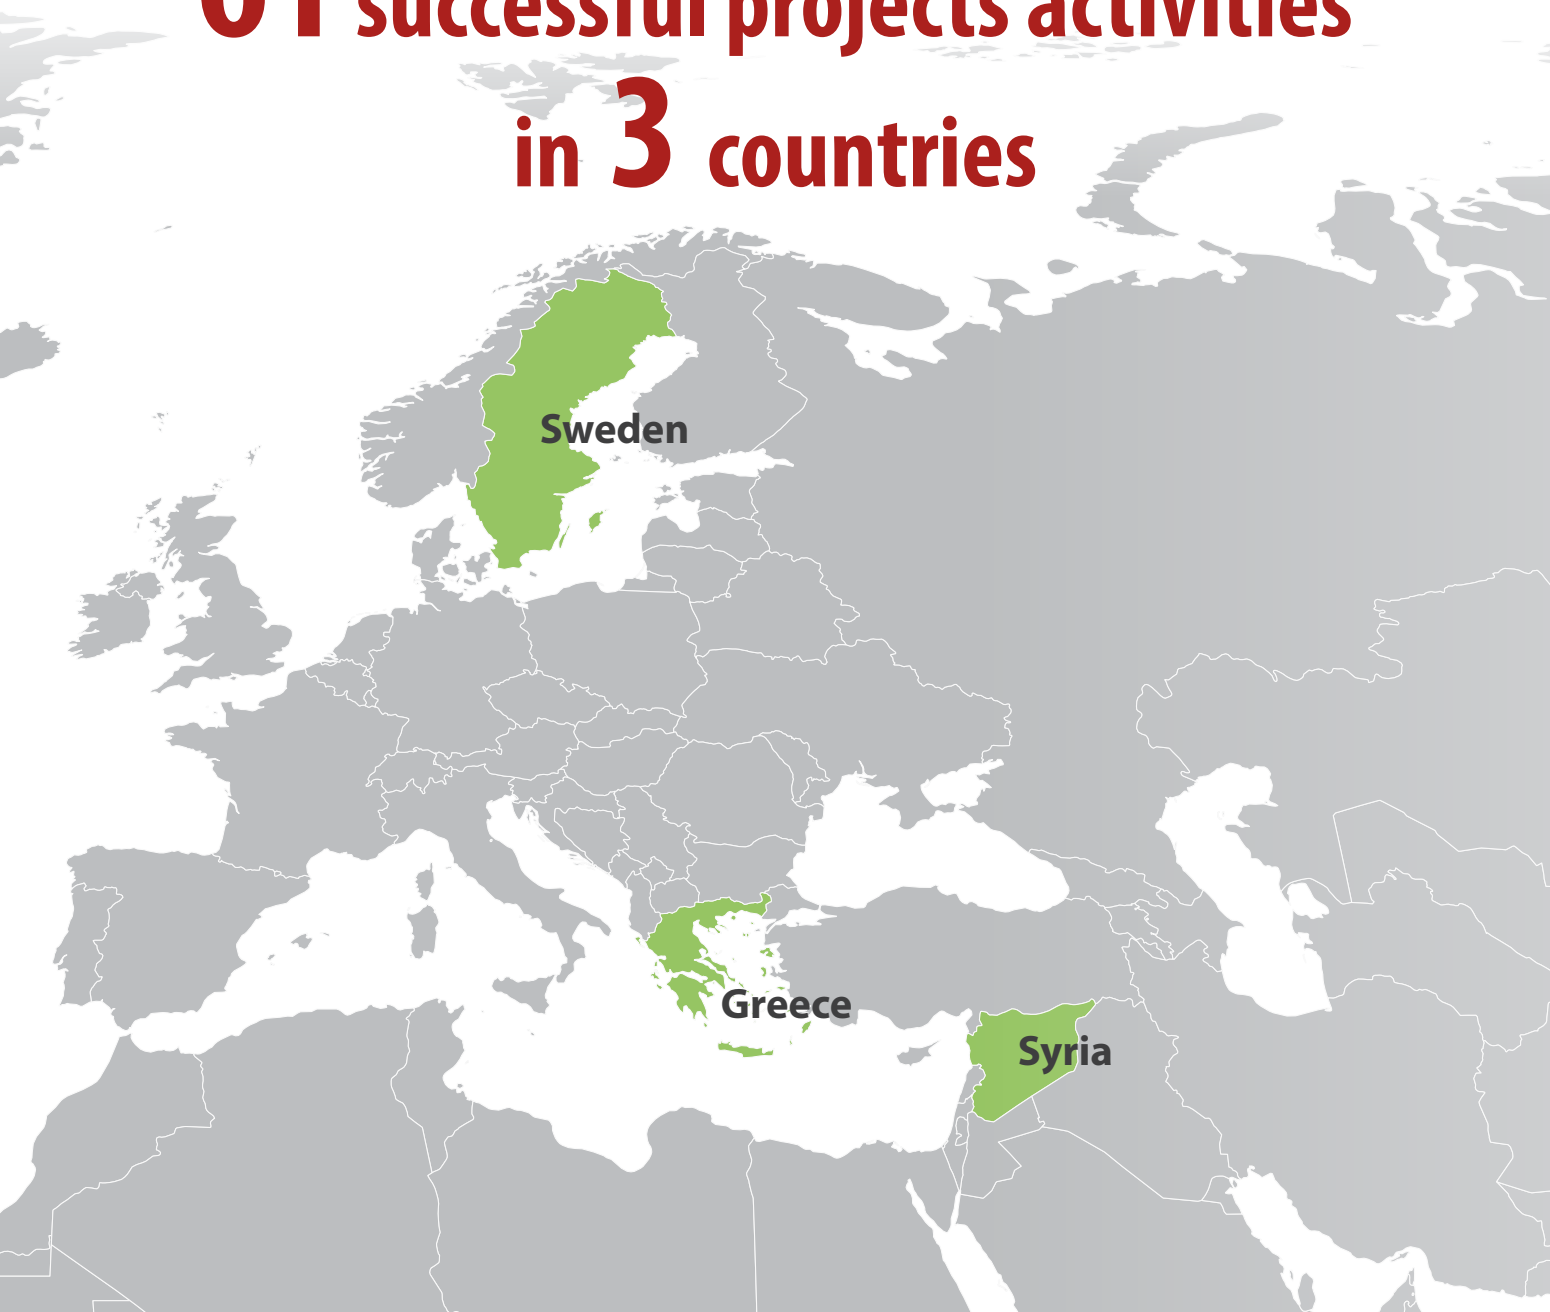 successful projects activities
in 3 countries
Sweden
Greece
Syria